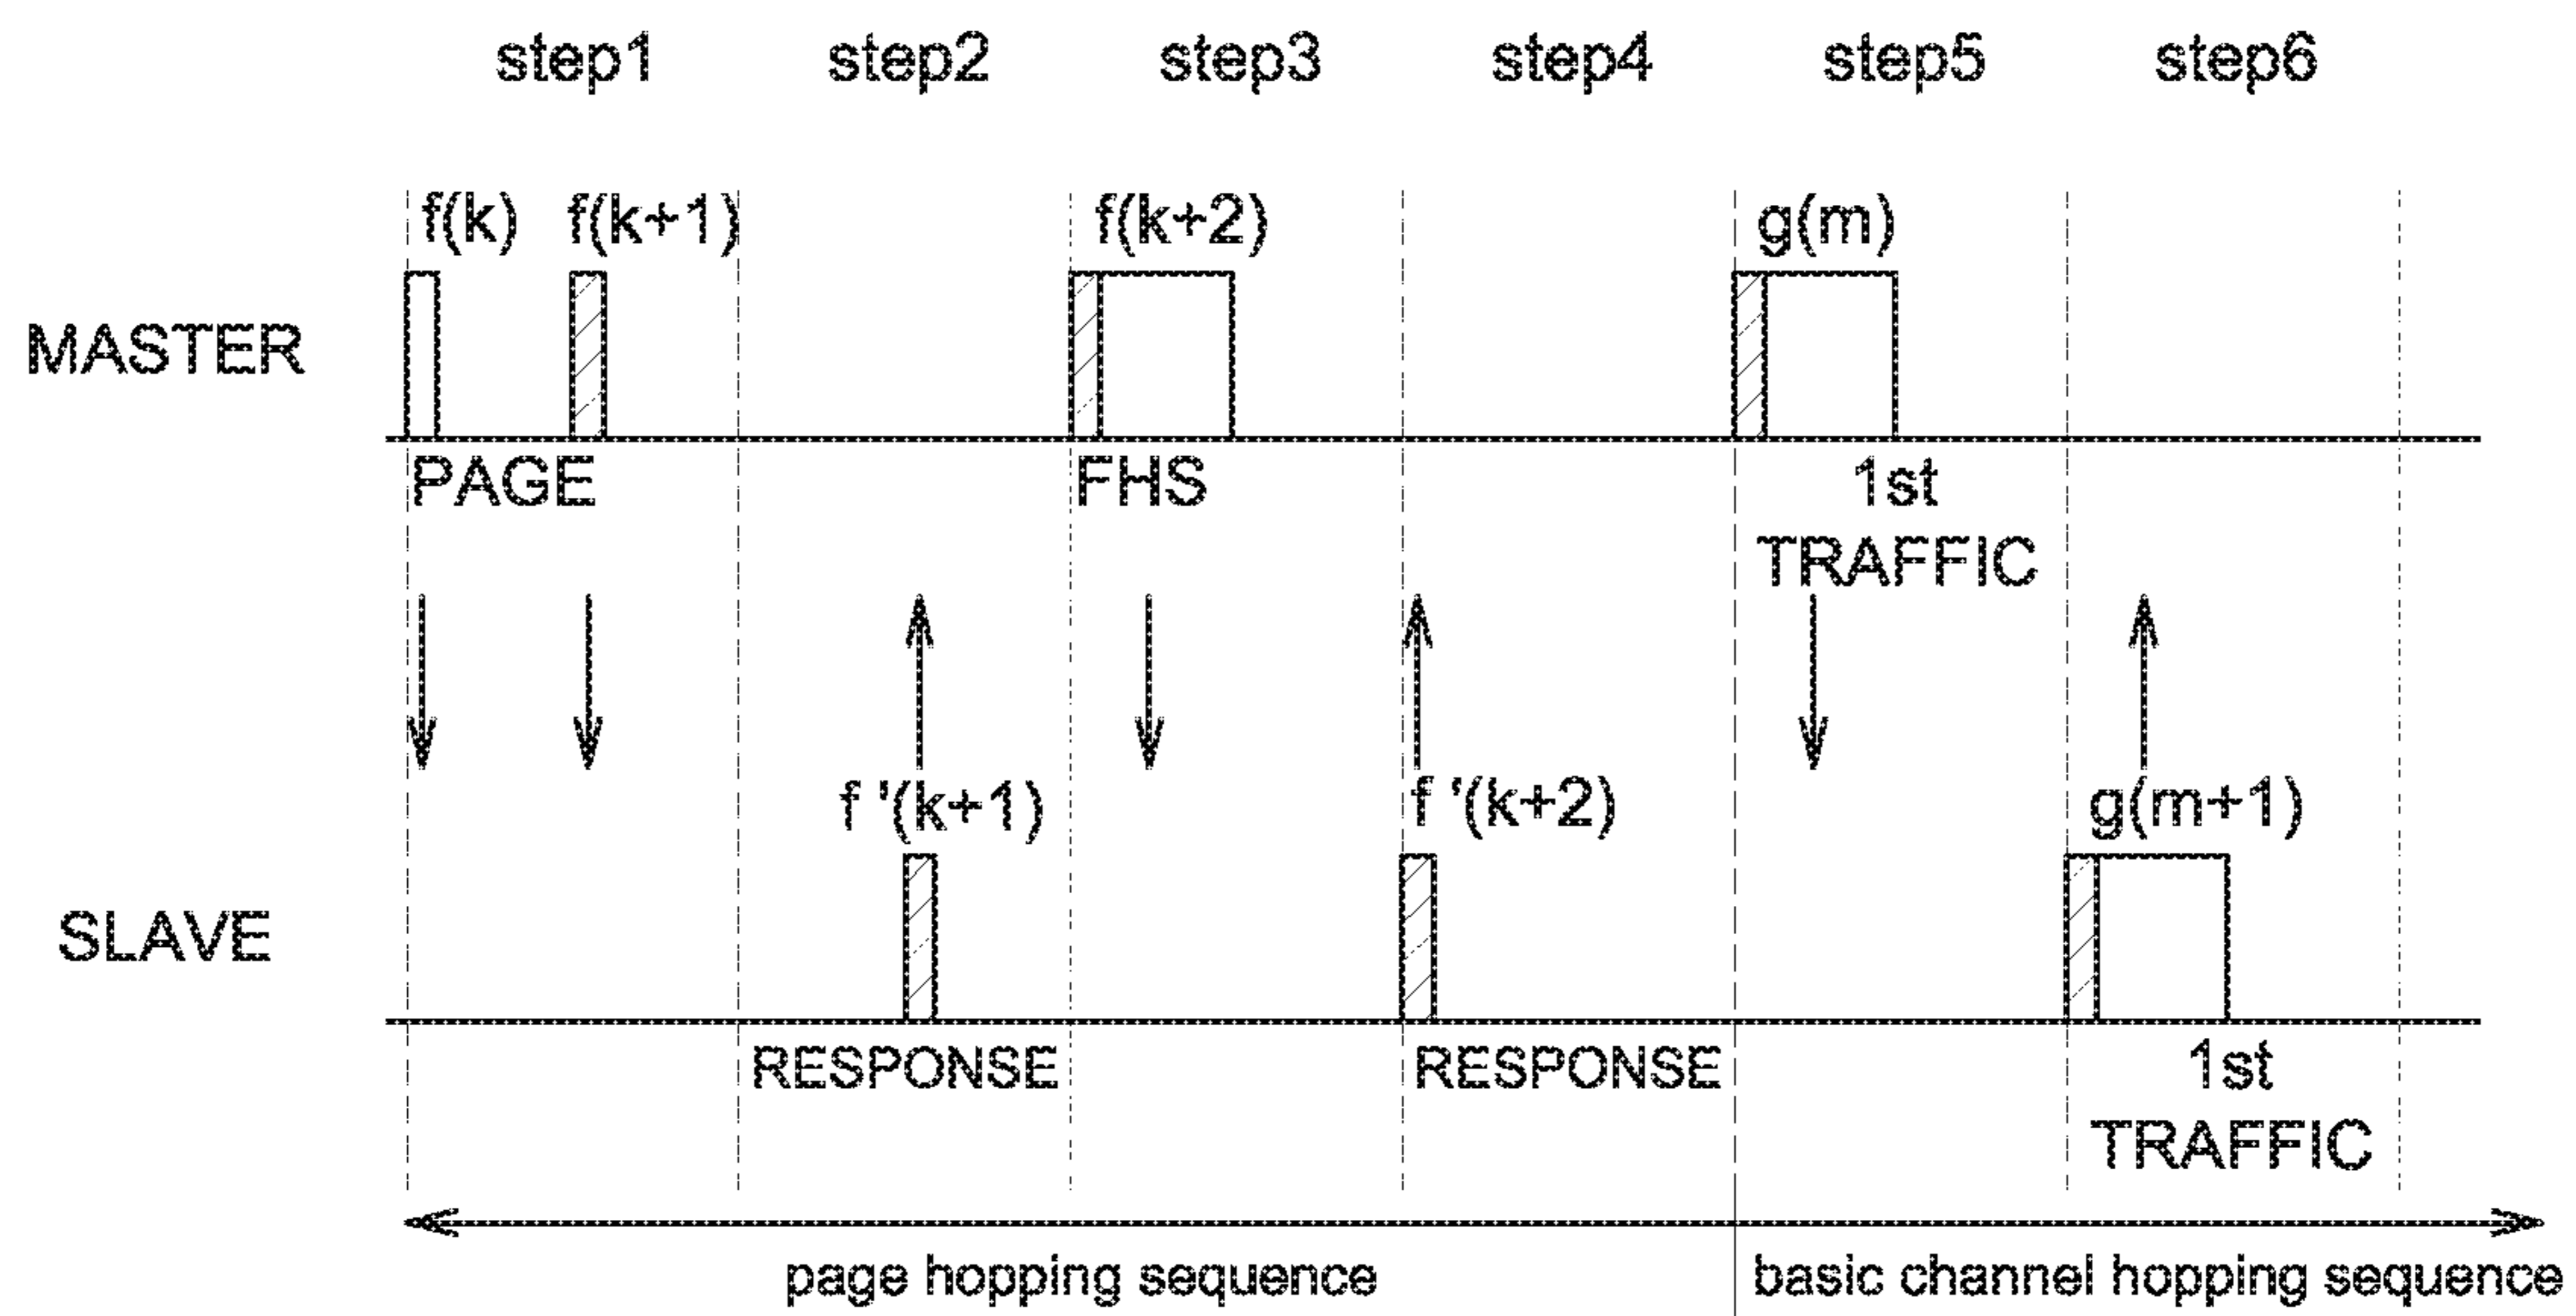 step1 step2 step3 step4 step5 step6
f(k) f(k+1) f(k+2) g(m)
MASTER
PAGE FHS 1st
TRAFFIC
f '(k+1) f '(k+2) g(m+1)
SLAVE
RESPONSE RESPONSE 1st
TRAFFIC
page hopping sequence basic channel hopping sequence